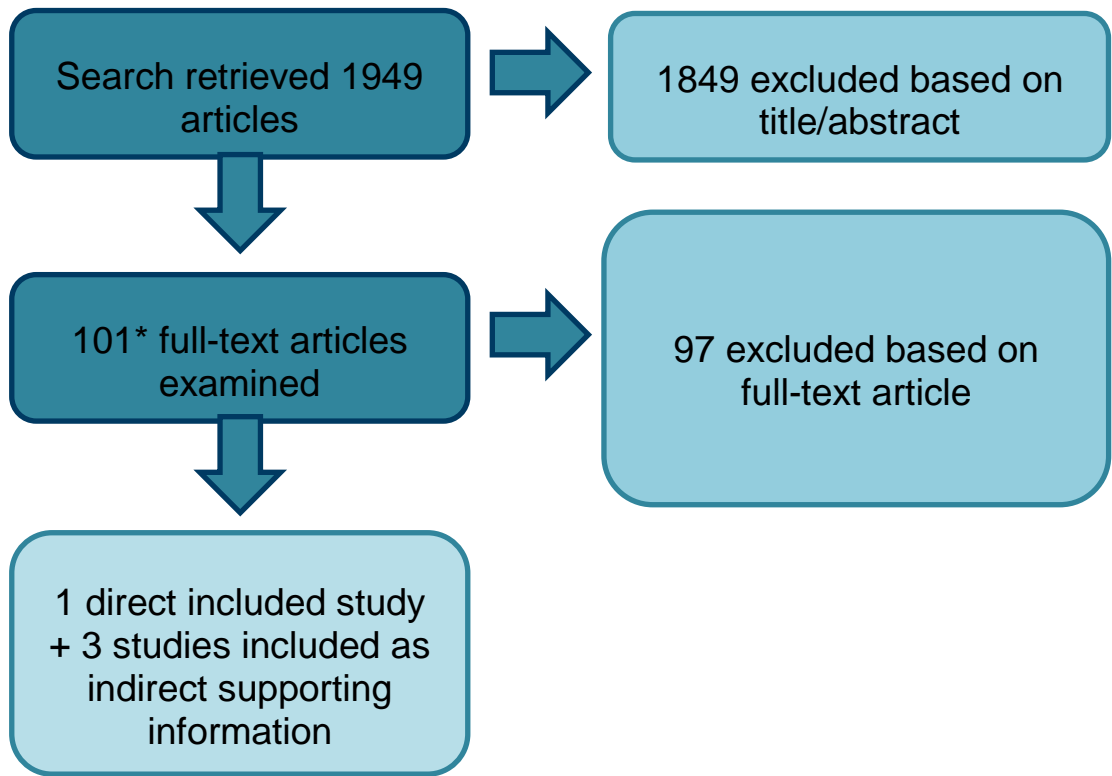 Search retrieved 1949
articles
1849 excluded based on
title/abstract
101* full-text articles
examined
97 excluded based on
full-text article
1 direct included study
+ 3 studies included as
indirect supporting
information